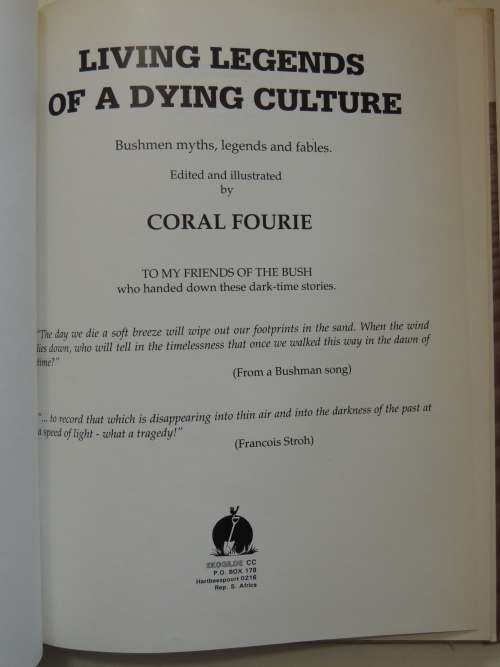 LIVING LEGENDS
OF A DYING CULTURE
Bushmen myths, legends and fables.
Edited and illustrated
by
CORAL FOURIE
TO MY FRIENDS OF THE BUSH
who handed down these dark-time stories.
"The day we die a soft breeze will wipe out our footprints in the sand. When the wind
dies down, who will tell in the timelessness that once we walked this way in the dawn of
time?"
(From a Bushman song)
"... to record that which is disappearing into thin air and into the darkness of the past at
a speed of light - what a tragedy!"
(Francois Stroh)
EKOGILDE CC
P.O. BOX 178
Hartbeespoort 0216
Rep. S. Africa